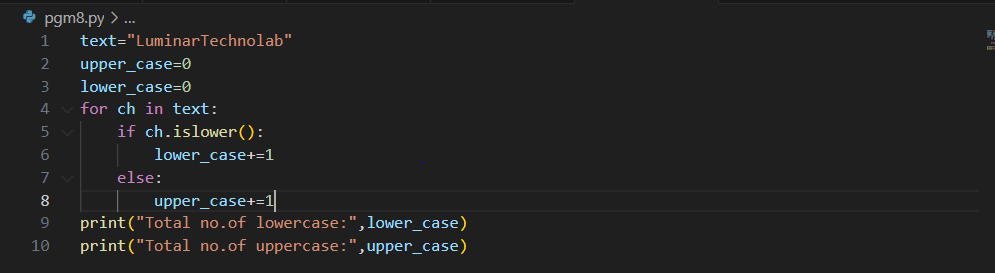 pgm8.py > ...
1 text="LuminarTechnolab"
2 upper_case=0
3 lower_case=0
4 for ch in text:
5     if ch.islower():
6         lower_case+=1
7     else:
8         upper_case+=1
9 print("Total no.of lowercase:",lower_case)
10 print("Total no.of uppercase:",upper_case)